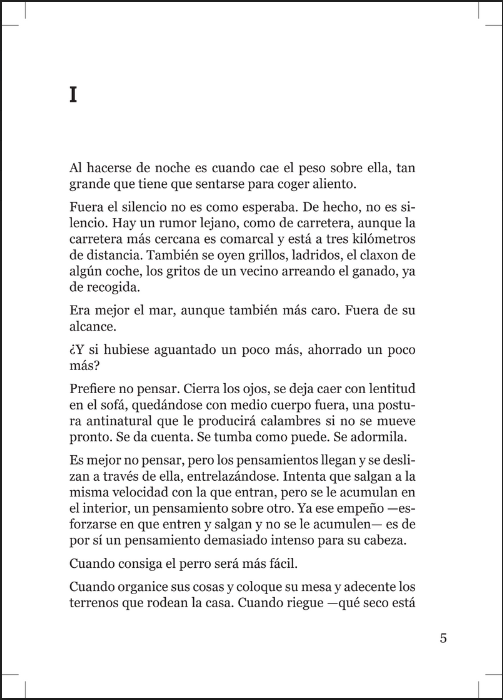 I
Al hacerse de noche es cuando cae el peso sobre ella, tan
grande que tiene que sentarse para coger aliento.
Fuera el silencio no es como esperaba. De hecho, no es si-
lencio. Hay un rumor lejano, como de carretera, aunque la
carretera más cercana es comarcal y está a tres kilómetros
de distancia. También se oyen grillos, ladridos, el claxon de
algún coche, los gritos de un vecino arreando el ganado, ya
de recogida.
Era mejor el mar, aunque también más caro. Fuera de su
alcance.
¿Y si hubiese aguantado un poco más, ahorrado un poco
más?
Prefiere no pensar. Cierra los ojos, se deja caer con lentitud
en el sofá, quedándose con medio cuerpo fuera, una postu-
ra antinatural que le producirá calambres si no se mueve
pronto. Se da cuenta. Se tumba como puede. Se adormila.
Es mejor no pensar, pero los pensamientos llegan y se desli-
zan a través de ella, entrelazándose. Intenta que salgan a la
misma velocidad con la que entran, pero se le acumulan en
el interior, un pensamiento sobre otro. Ya ese empeño —es-
forzarse en que entren y salgan y no se le acumulen— es de
por sí un pensamiento demasiado intenso para su cabeza.
Cuando consiga el perro será más fácil.
Cuando organice sus cosas y coloque su mesa y adecente los
terrenos que rodean la casa. Cuando riegue —qué seco está
5